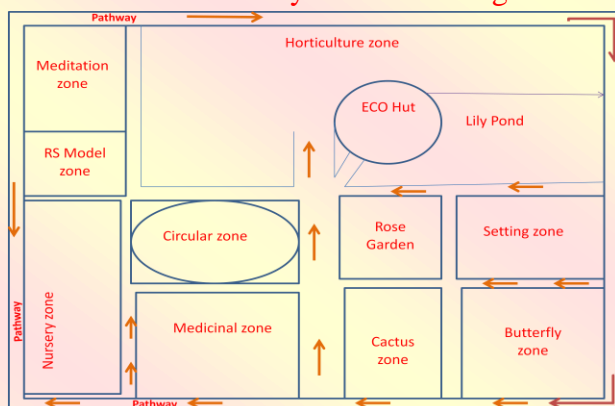 Pathway
Horticulture zone
Meditation
zone
ECO Hut
Lily Pond
RS Model
zone
Circular zone
Rose
Garden
Setting zone
Nursery zone
Pathway
Medicinal zone
Cactus
zone
Butterfly
zone
Pathway